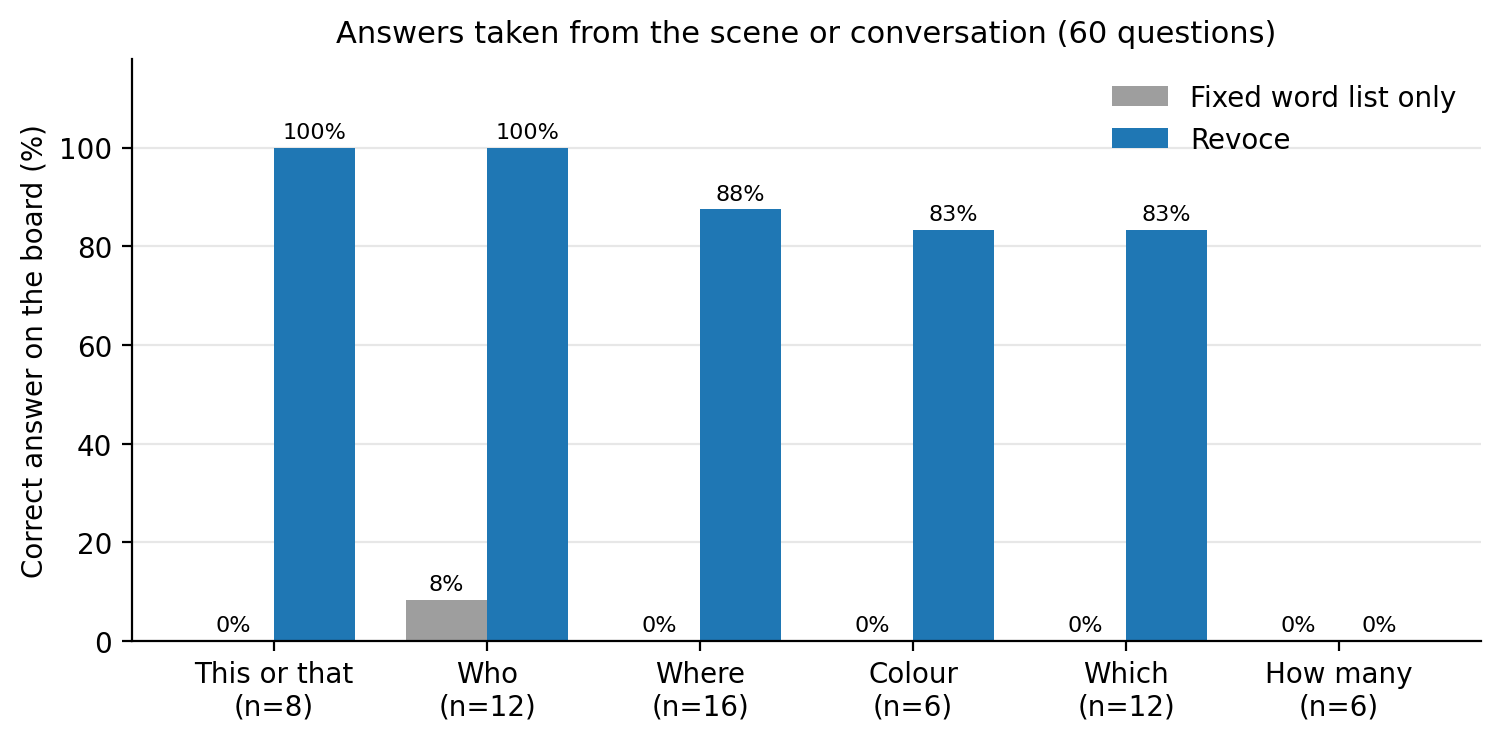 Answers taken from the scene or conversation (60 questions)
Fixed word list only
Revoce
Correct answer on the board (%)
100
80
60
40
20
0
0%
100%
8%
100%
0%
88%
0%
83%
0%
83%
0%
0%
This or that
(n=8)
Who
(n=12)
Where
(n=16)
Colour
(n=6)
Which
(n=12)
How many
(n=6)